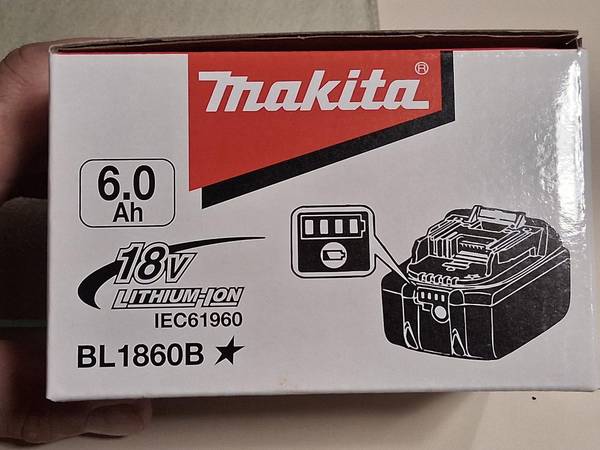 makita®
6.0
Ah
18V
LITHIUM-ION
IEC61960
BL1860B ★